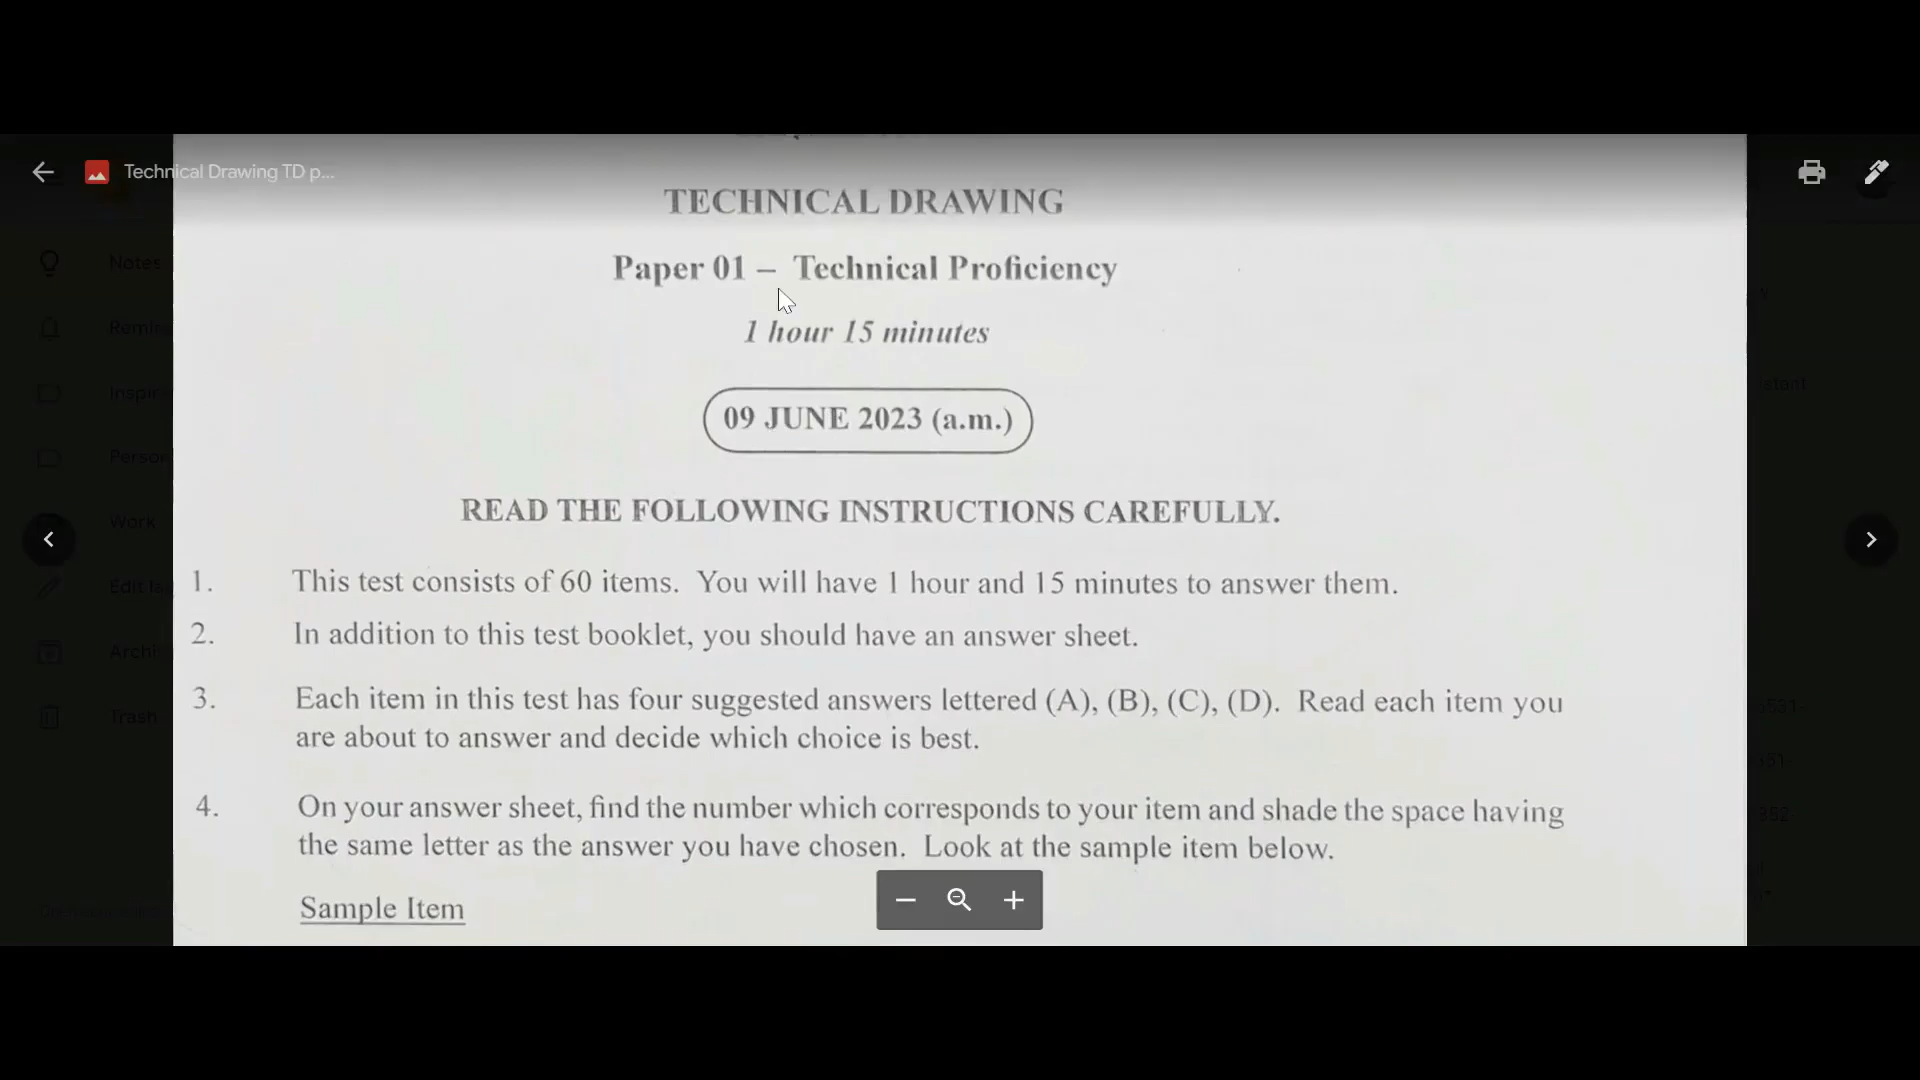 Technical Drawing TD p...
TECHNICAL DRAWING
Paper 01 – Technical Proficiency
1 hour 15 minutes
09 JUNE 2023 (a.m.)
READ THE FOLLOWING INSTRUCTIONS CAREFULLY.
1. This test consists of 60 items. You will have 1 hour and 15 minutes to answer them.
2. In addition to this test booklet, you should have an answer sheet.
3. Each item in this test has four suggested answers lettered (A), (B), (C), (D). Read each item you
are about to answer and decide which choice is best.
4. On your answer sheet, find the number which corresponds to your item and shade the space having
the same letter as the answer you have chosen. Look at the sample item below.
Sample Item
Notes
Work
Trash